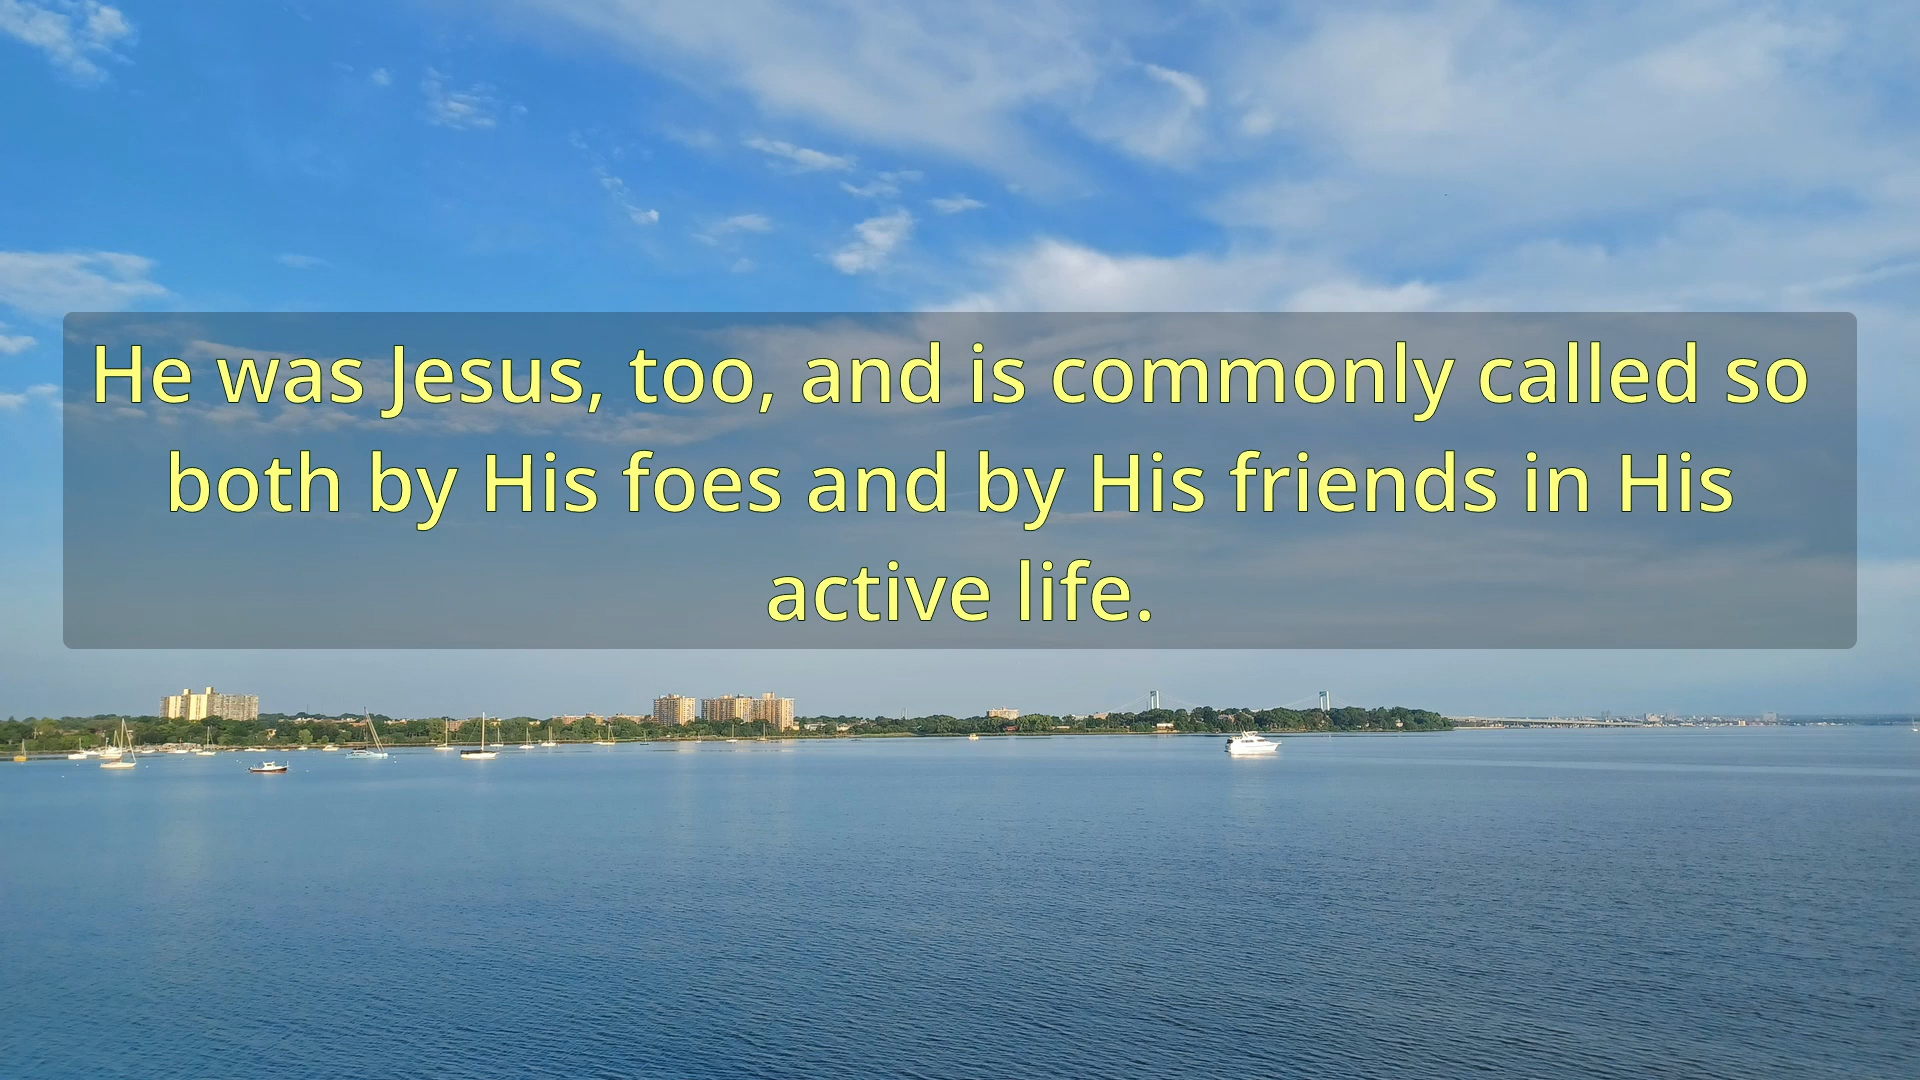 He was Jesus, too, and is commonly called so
both by His foes and by His friends in His
active life.